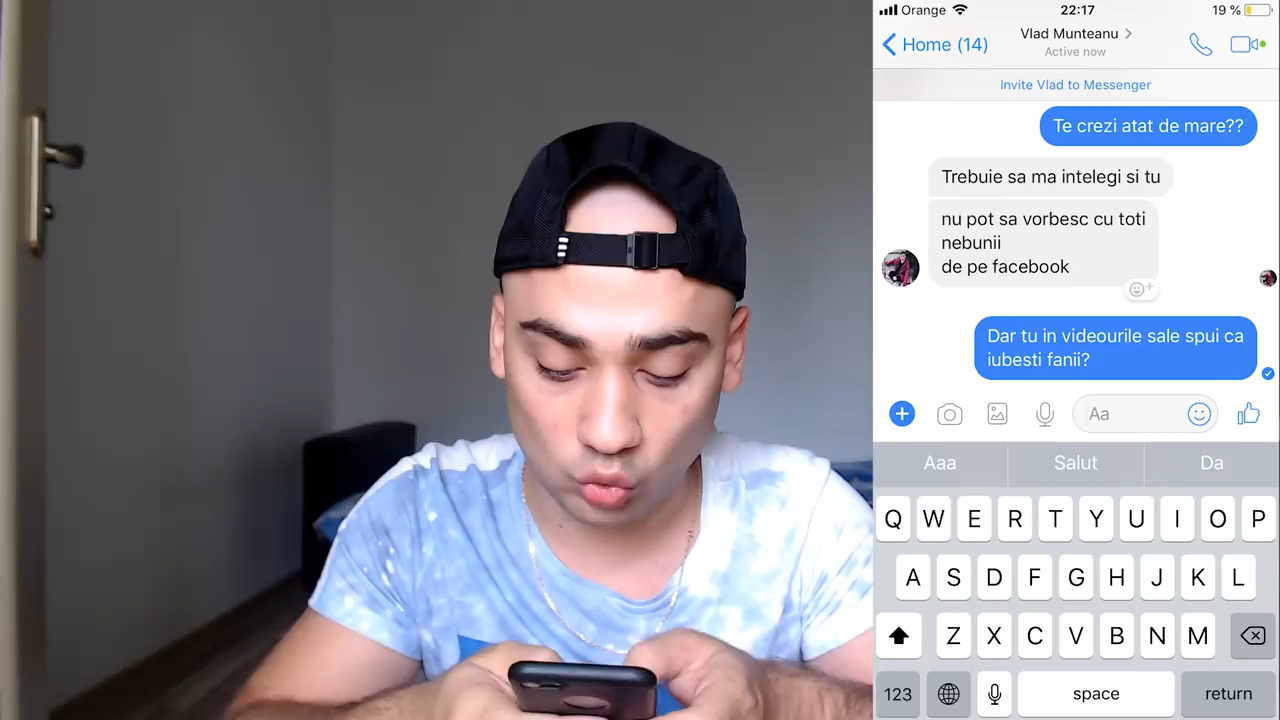 Orange
22:17
19 %
Home (14)
Vlad Munteanu
Active now
Invite Vlad to Messenger
Te crezi atat de mare??
Trebuie sa ma intelegi si tu
nu pot sa vorbesc cu toti
nebunii
de pe facebook
Dar tu in videourile sale spui ca
iubesti fanii?
Aa
Aaa Salut Da
Q W E R T Y U I O P
A S D F G H J K L
Z X C V B N M
123 space return